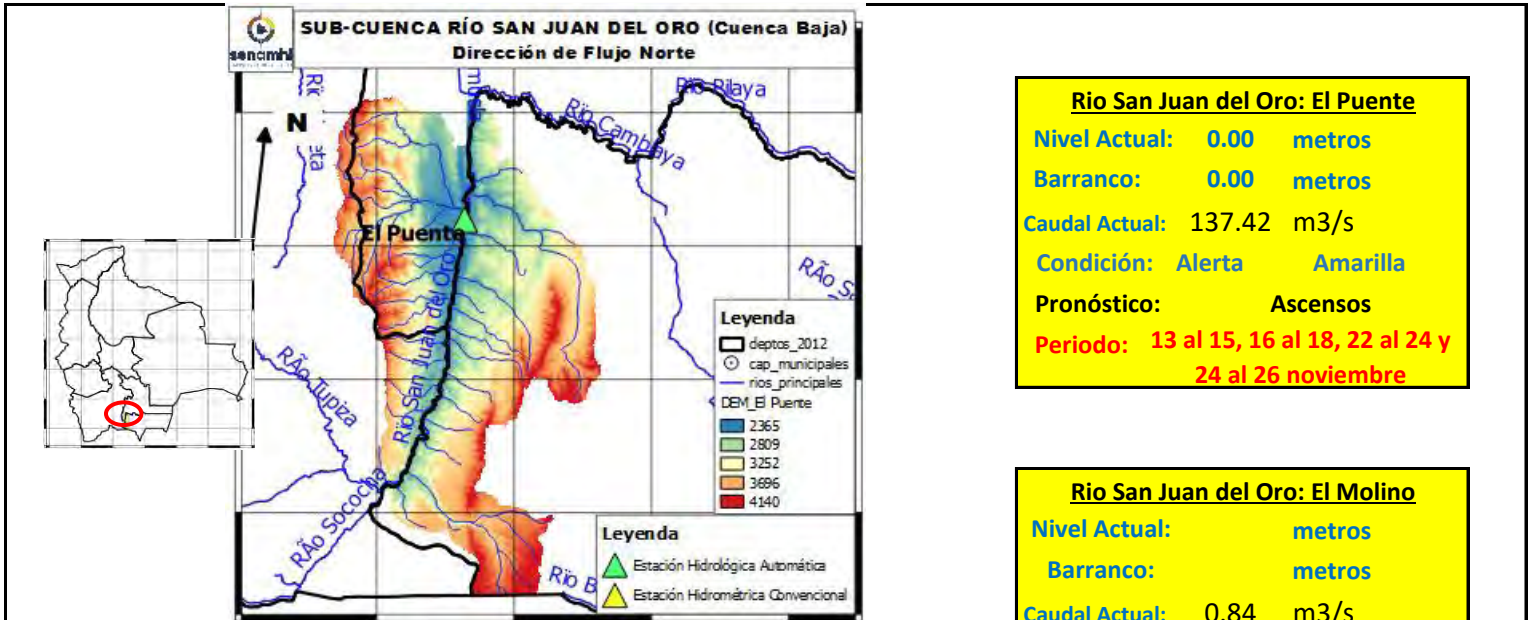 senamhi
SUB-CUENCA RÍO SAN JUAN DEL ORO (Cuenca Baja)
Dirección de Flujo Norte
N
Río Cambaya
Río Pilaya
El Puente
Río San Juan del Oro
RÃo Tupiza
RÃo Sococha
RÃo S
Río B
Leyenda
deptos_2012
cap_municipales
rios_principales
DEM_El Puente
2365
2809
3252
3696
4140
Leyenda
Estación Hidrológica Automática
Estación Hidrométrica Convencional
Rio San Juan del Oro: El Puente
Nivel Actual: 0.00 metros
Barranco: 0.00 metros
Caudal Actual: 137.42 m3/s
Condición: Alerta Amarilla
Pronóstico: Ascensos
Periodo: 13 al 15, 16 al 18, 22 al 24 y
24 al 26 noviembre
Rio San Juan del Oro: El Molino
Nivel Actual: metros
Barranco: metros
Caudal Actual: 0.84 m3/s